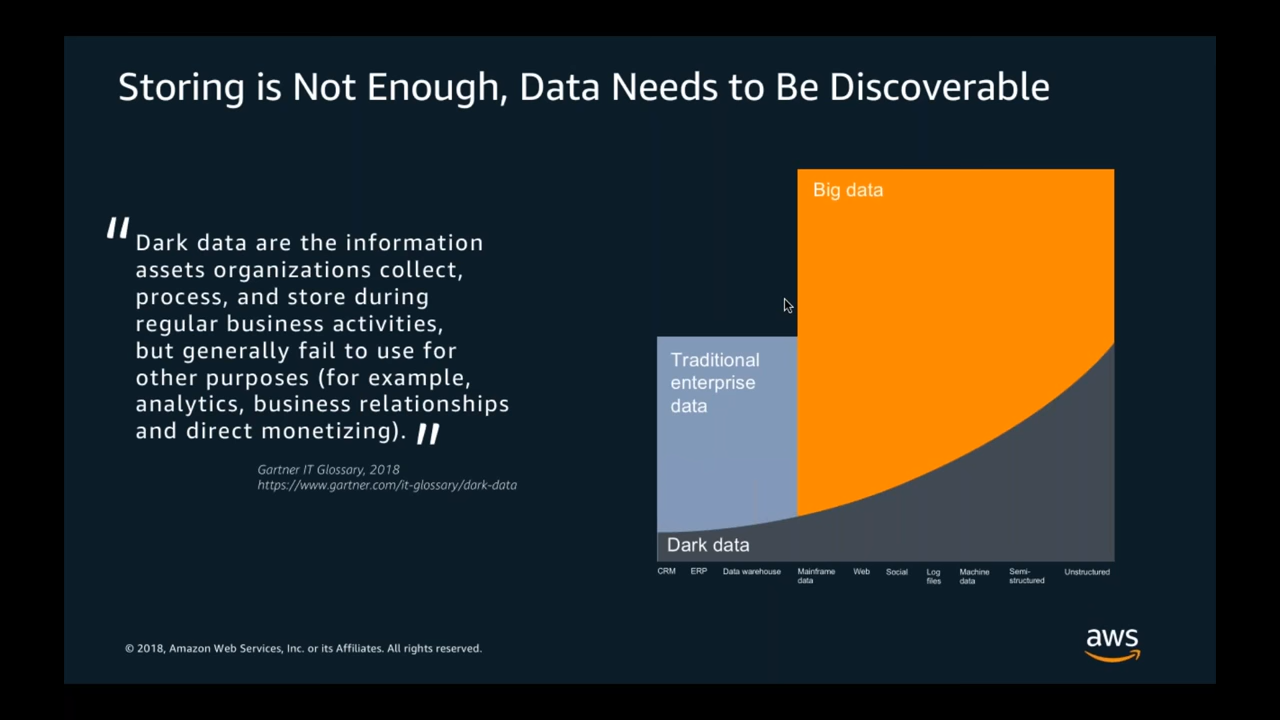 Storing is Not Enough, Data Needs to Be Discoverable
"
Dark data are the information
assets organizations collect,
process, and store during
regular business activities,
but generally fail to use for
other purposes (for example,
analytics, business relationships
and direct monetizing). "
Gartner IT Glossary, 2018
https://www.gartner.com/it-glossary/dark-data
Big data
Traditional
enterprise
data
Dark data
CRM ERP Data warehouse Mainframe Web Social Log Machine Semi- Unstructured
data files data structured
© 2018, Amazon Web Services, Inc. or its Affiliates. All rights reserved.
aws